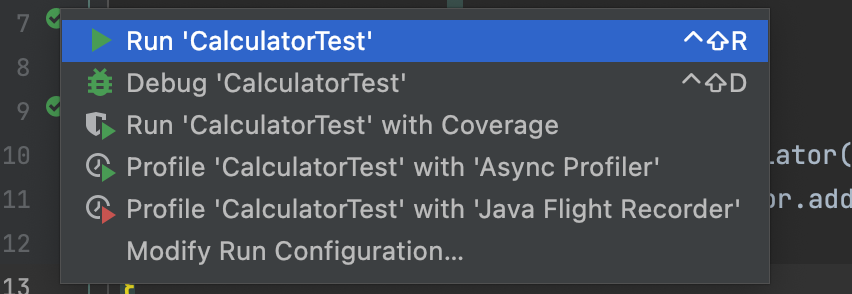 7
Run 'CalculatorTest' ^⇧R
8
Debug 'CalculatorTest' ^⇧D
9
Run 'CalculatorTest' with Coverage
10 lator(
Profile 'CalculatorTest' with 'Async Profiler'
11 or.add
Profile 'CalculatorTest' with 'Java Flight Recorder'
12
Modify Run Configuration...
13